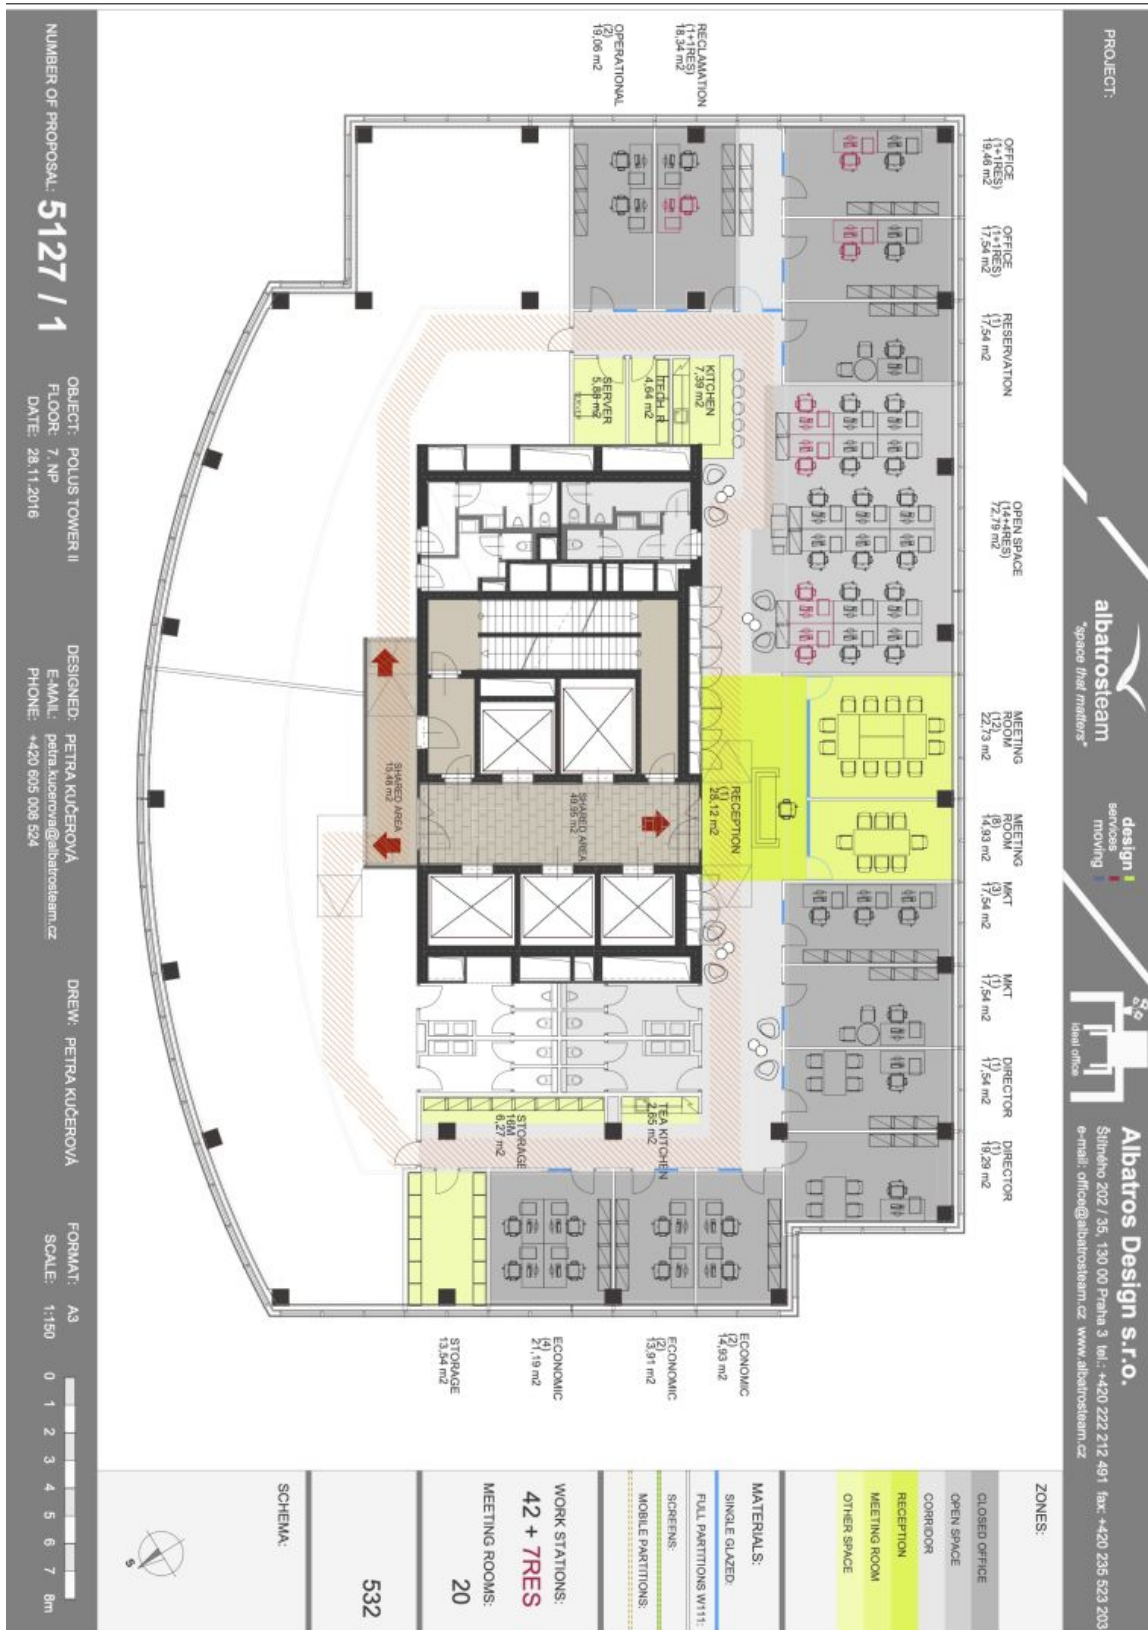 PROJECT:
albatrosteam
"space that matters"
design
services
moving
ideal office
Albatros Design s.r.o.
Štítného 202 / 35, 130 00 Praha 3 tel.: +420 222 212 491 fax: +420 235 523 203
e-mail: office@albatrosteam.cz www.albatrosteam.cz
OFFICE
(1+1RES)
19,46 m2
OFFICE
(1+1RES)
17,54 m2
RESERVATION
(1)
17,54 m2
OPEN SPACE
(14+4RES)
72,79 m2
MEETING
ROOM
(12)
22,73 m2
MEETING
ROOM
(8)
14,93 m2
MKT
(3)
17,54 m2
MKT
(1)
17,54 m2
DIRECTOR
(1)
17,54 m2
DIRECTOR
(1)
19,29 m2
RECLAMATION
(1+1RES)
18,34 m2
OPERATIONAL
(2)
19,06 m2
KITCHEN
7,39 m2
TECH. R
4,64 m2
SERVER
5,88 m2
RECEPTION
(1)
28,12 m2
SHARED AREA
49,95 m2
SHARED AREA
TEA KITCHEN
2,65 m2
STORAGE
16M
6,27 m2
ECONOMIC
(2)
14,93 m2
ECONOMIC
(2)
13,91 m2
ECONOMIC
(4)
21,19 m2
STORAGE
13,54 m2
ZONES:
CLOSED OFFICE
OPEN SPACE
CORRIDOR
RECEPTION
MEETING ROOM
OTHER SPACE
MATERIALS:
SINGLE GLAZED:
FULL PARTITIONS W111:
SCREENS:
MOBILE PARTITIONS:
WORK STATIONS:
42 + 7RES
MEETING ROOMS:
20
532
SCHEMA:
S
NUMBER OF PROPOSAL: 5127 / 1
OBJECT: POLUS TOWER II
FLOOR: 7. NP
DATE: 28.11.2016
DESIGNED: PETRA KUČEROVÁ
E-MAIL: petra.kucerova@albatrosteam.cz
PHONE: +420 605 008 524
DREW: PETRA KUČEROVÁ
FORMAT: A3
SCALE: 1:150
0 1 2 3 4 5 6 7 8m